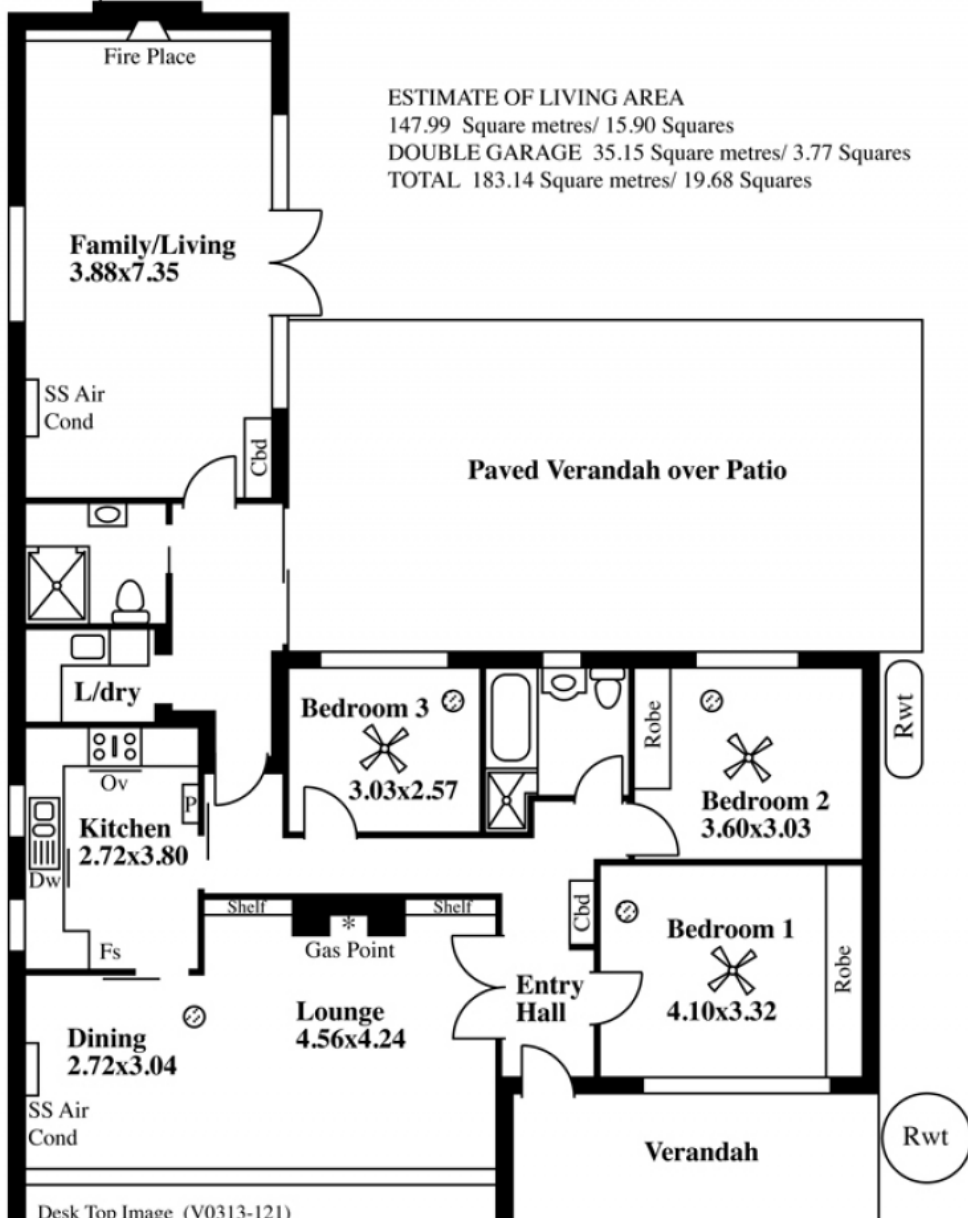 Fire Place
ESTIMATE OF LIVING AREA
147.99 Square metres/ 15.90 Squares
DOUBLE GARAGE 35.15 Square metres/ 3.77 Squares
TOTAL 183.14 Square metres/ 19.68 Squares
Family/Living
3.88x7.35
SS Air
Cond
Cbd
Paved Verandah over Patio
L/dry
Bedroom 3
3.03x2.57
Robe
Bedroom 2
3.60x3.03
Rwt
Ov
P
Kitchen
2.72x3.80
Dw
Fs
Shelf
*
Shelf
Gas Point
Cbd
Bedroom 1
4.10x3.32
Robe
Entry
Hall
Lounge
4.56x4.24
Dining
2.72x3.04
SS Air
Cond
Verandah
Rwt
Desk Top Image (V0313-121)